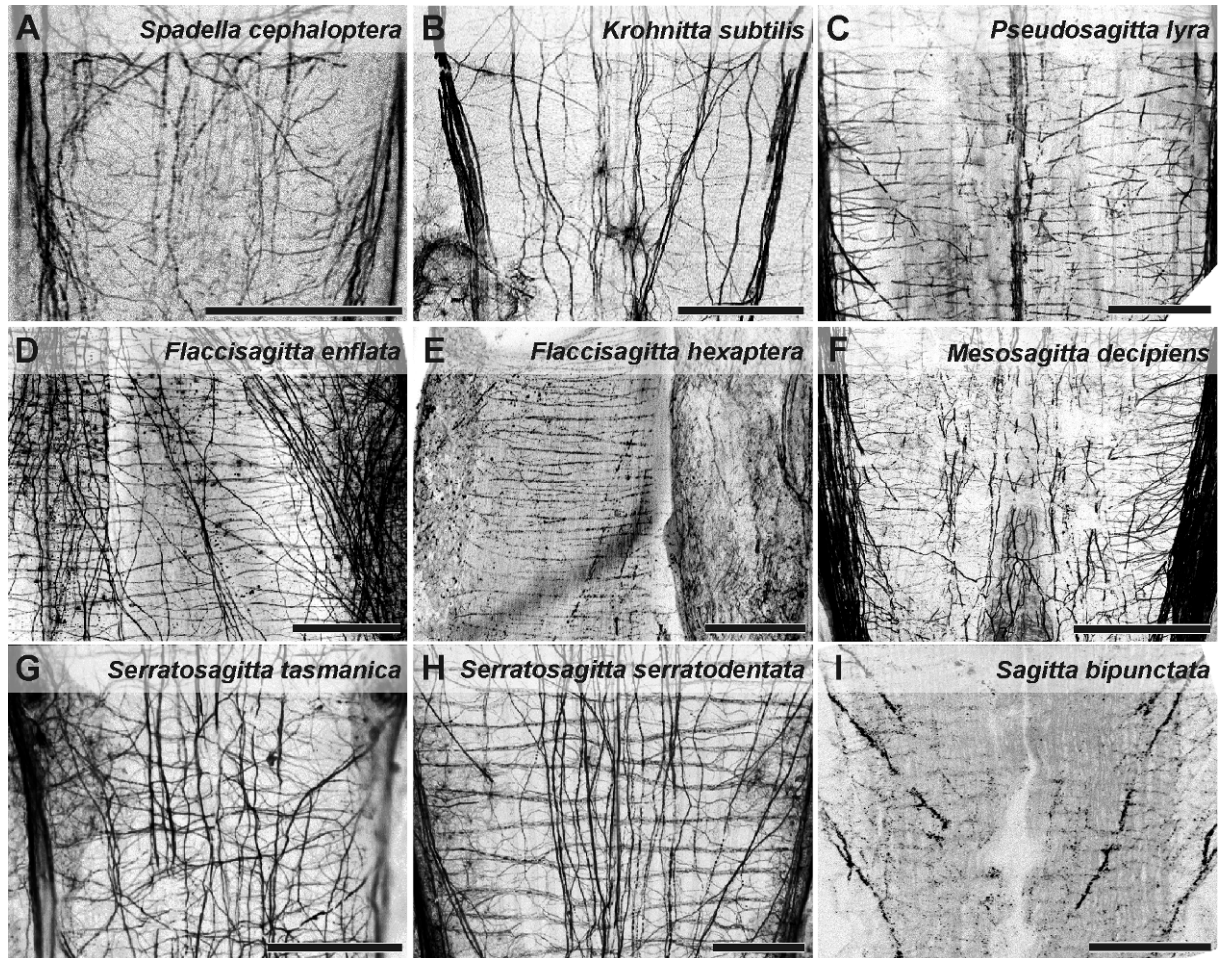 A Spadella cephaloptera
B Krohnitta subtilis
C Pseudosagitta lyra
D Flaccisagitta enflata
E Flaccisagitta hexaptera
F Mesosagitta decipiens
G Serratosagitta tasmanica
H Serratosagitta serratodentata
I Sagitta bipunctata